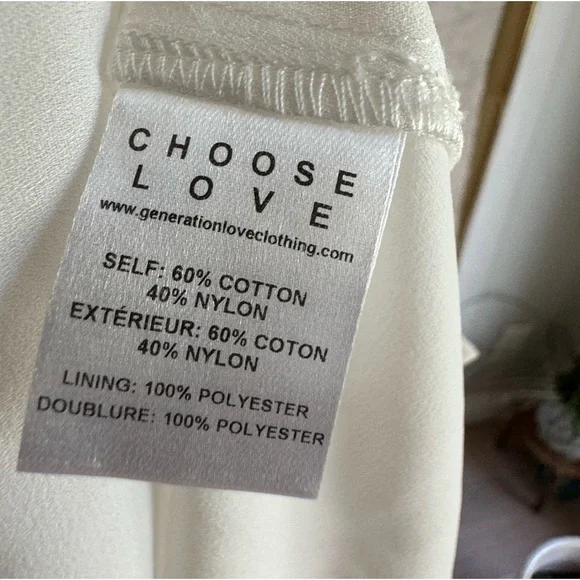 CHOOSE
LOVE
www.generationloveclothing.com
SELF: 60% COTTON
40% NYLON
EXTÉRIEUR: 60% COTON
40% NYLON
LINING: 100% POLYESTER
DOUBLURE: 100% POLYESTER